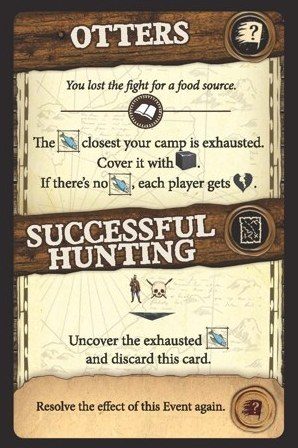 OTTERS
You lost the fight for a food source.
The closest your camp is exhausted.
Cover it with .
If there's no , each player gets .
SUCCESSFUL
HUNTING
Uncover the exhausted
and discard this card.
Resolve the effect of this Event again.